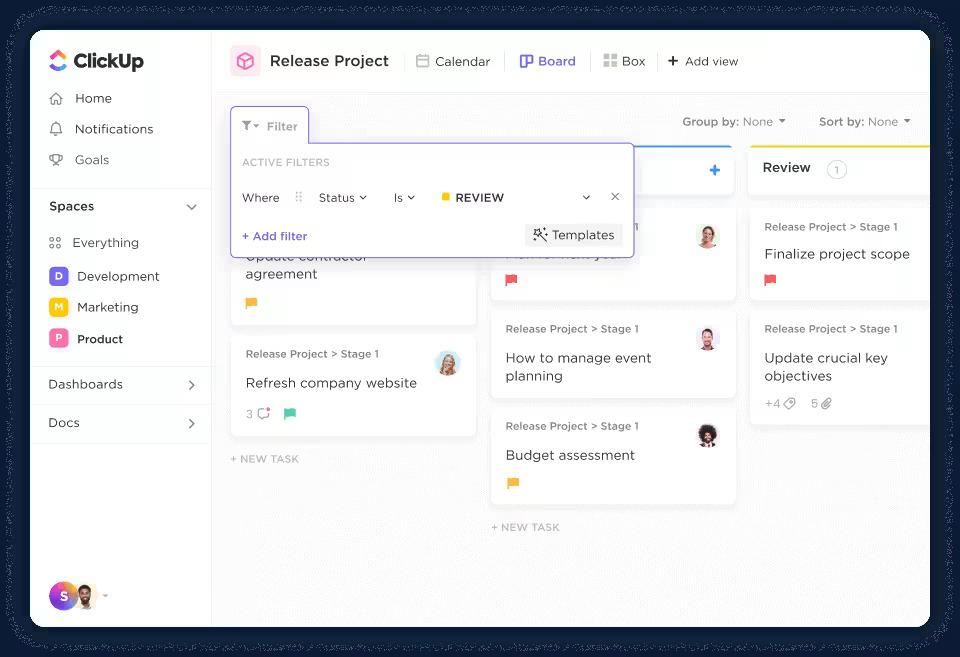 ClickUp
Home
Notifications
Goals
Spaces
Everything
D Development
M Marketing
P Product
Dashboards
Docs
S
Release Project
Calendar
Board
Box
+ Add view
Filter
Group by: None
Sort by: None
ACTIVE FILTERS
Where Status Is REVIEW
+ Add filter
Templates
Update contractor
agreement
Release Project > Stage 1
Refresh company website
3
+ NEW TASK
+
1
Release Project > Stage 1
How to manage event
planning
Release Project > Stage 1
Budget assessment
+ NEW TASK
Review 1
Release Project > Stage 1
Finalize project scope
Release Project > Stage 1
Update crucial key
objectives
+4 5